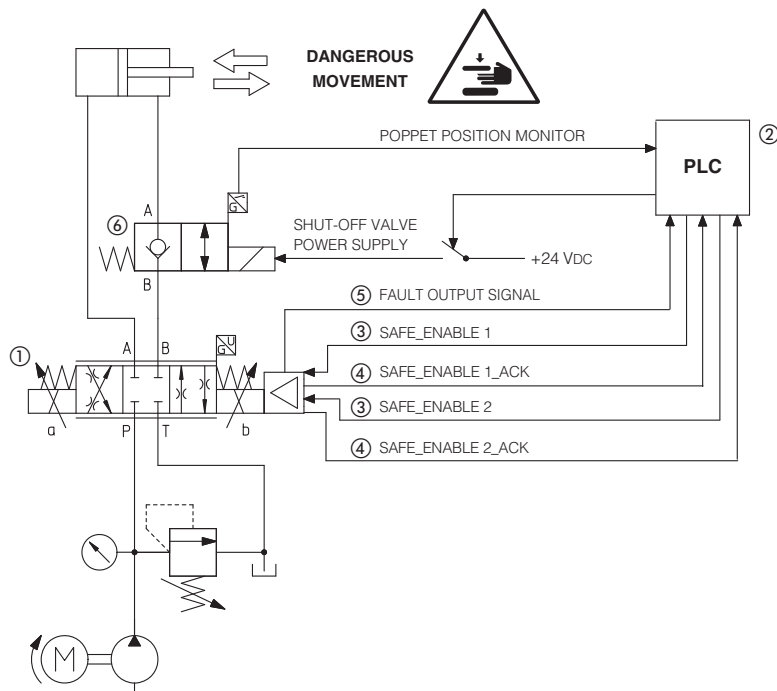 DANGEROUS
MOVEMENT
POPPET POSITION MONITOR
②
PLC
G
A
⑥
SHUT-OFF VALVE
POWER SUPPLY
+24 VDC
B
⑤ FAULT OUTPUT SIGNAL
③ SAFE_ENABLE 1
①
A B
U
G
④ SAFE_ENABLE 1_ACK
③ SAFE_ENABLE 2
a
P T
b
④ SAFE_ENABLE 2_ACK
M